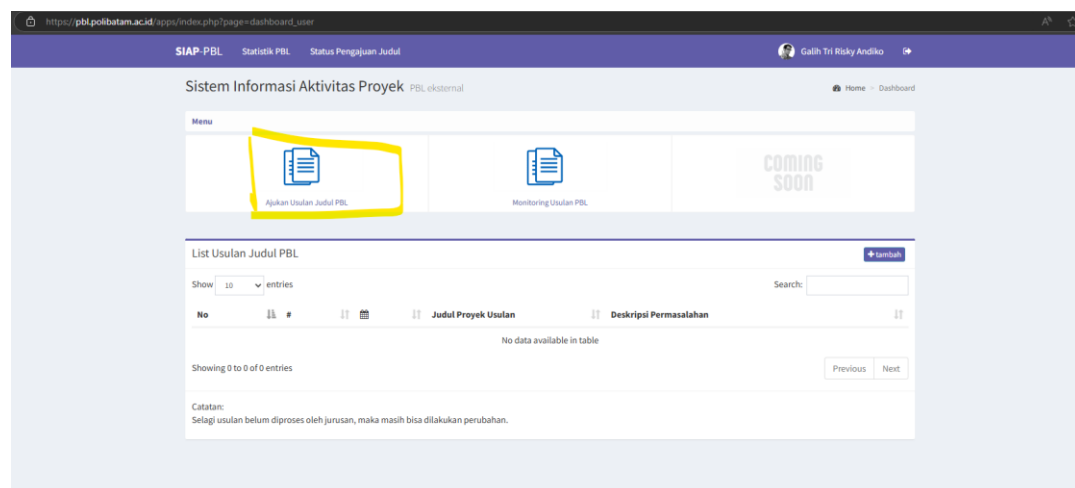 https://pbl.polibatam.ac.id/apps/index.php?page=dashboard_user
SIAP-PBL Statistik PBL Status Pengajuan Judul Galih Tri Risky Andiko
Sistem Informasi Aktivitas Proyek PBL eksternal Home > Dashboard
Menu
COMING
SOON
Ajukan Usulan Judul PBL Monitoring Usulan PBL
List Usulan Judul PBL +tambah
Show 10 entries Search:
No # Judul Proyek Usulan Deskripsi Permasalahan
No data available in table
Showing 0 to 0 of 0 entries Previous Next
Catatan:
Selagi usulan belum diproses oleh jurusan, maka masih bisa dilakukan perubahan.